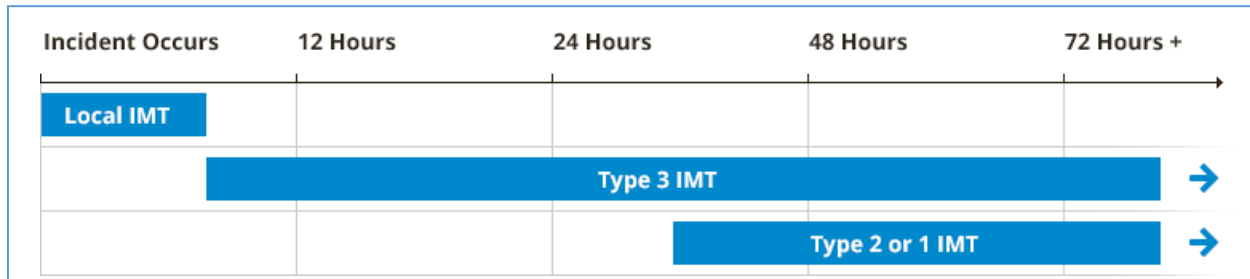 Incident Occurs 12 Hours 24 Hours 48 Hours 72 Hours +
Local IMT
Type 3 IMT
Type 2 or 1 IMT